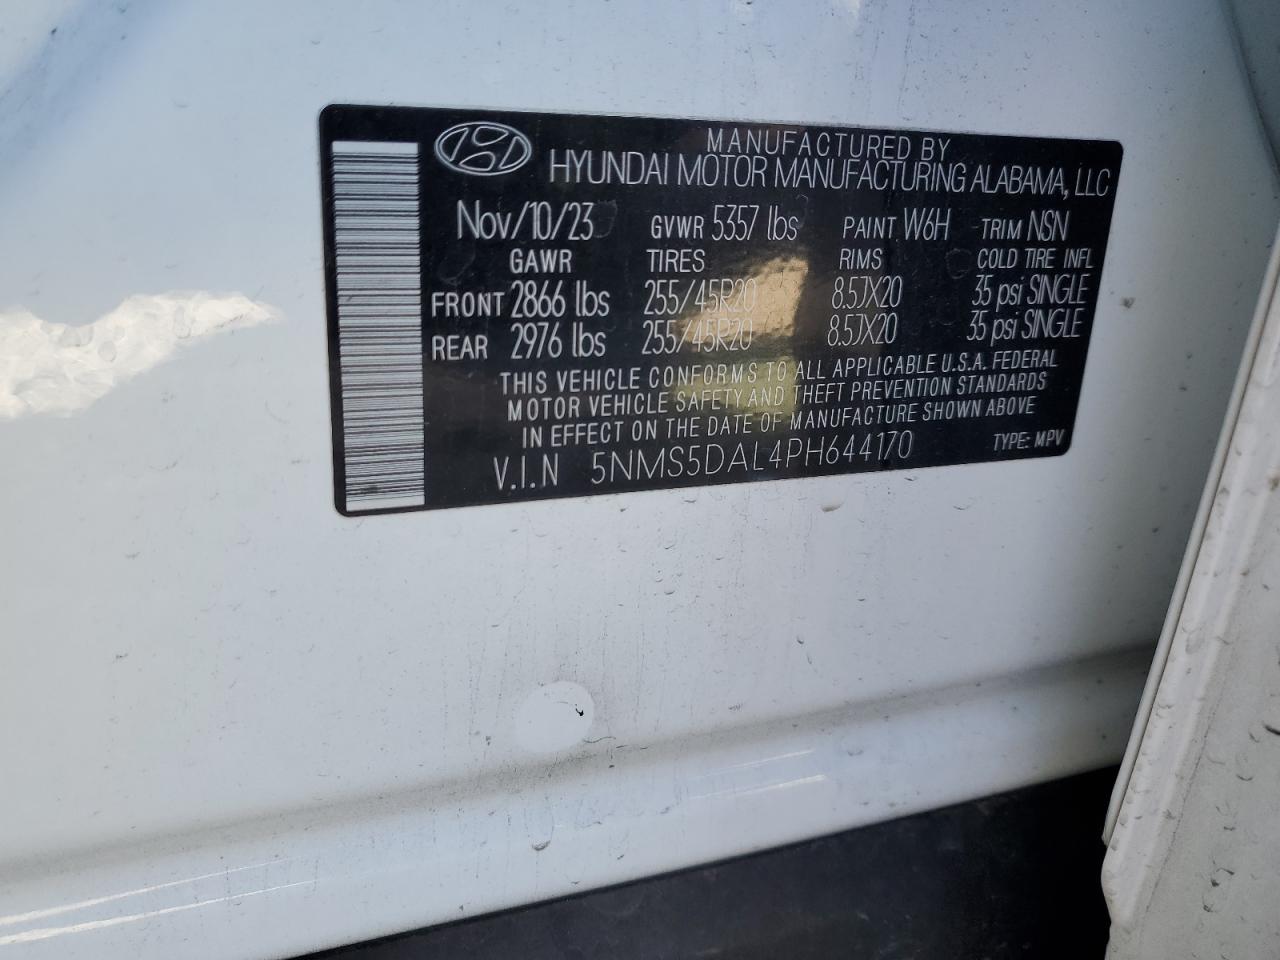 MANUFACTURED BY
HYUNDAI MOTOR MANUFACTURING ALABAMA, LLC
Nov/10/23 GVWR 5357 lbs PAINT W6H TRIM NSN
GAWR TIRES RIMS COLD TIRE INFL
FRONT 2866 lbs 255/45R20 8.5JX20 35 psi SINGLE
REAR 2976 lbs 255/45R20 8.5JX20 35 psi SINGLE
THIS VEHICLE CONFORMS TO ALL APPLICABLE U.S.A. FEDERAL
MOTOR VEHICLE SAFETY AND THEFT PREVENTION STANDARDS
IN EFFECT ON THE DATE OF MANUFACTURE SHOWN ABOVE
V.I.N 5NMS5DAL4PH644170 TYPE: MPV